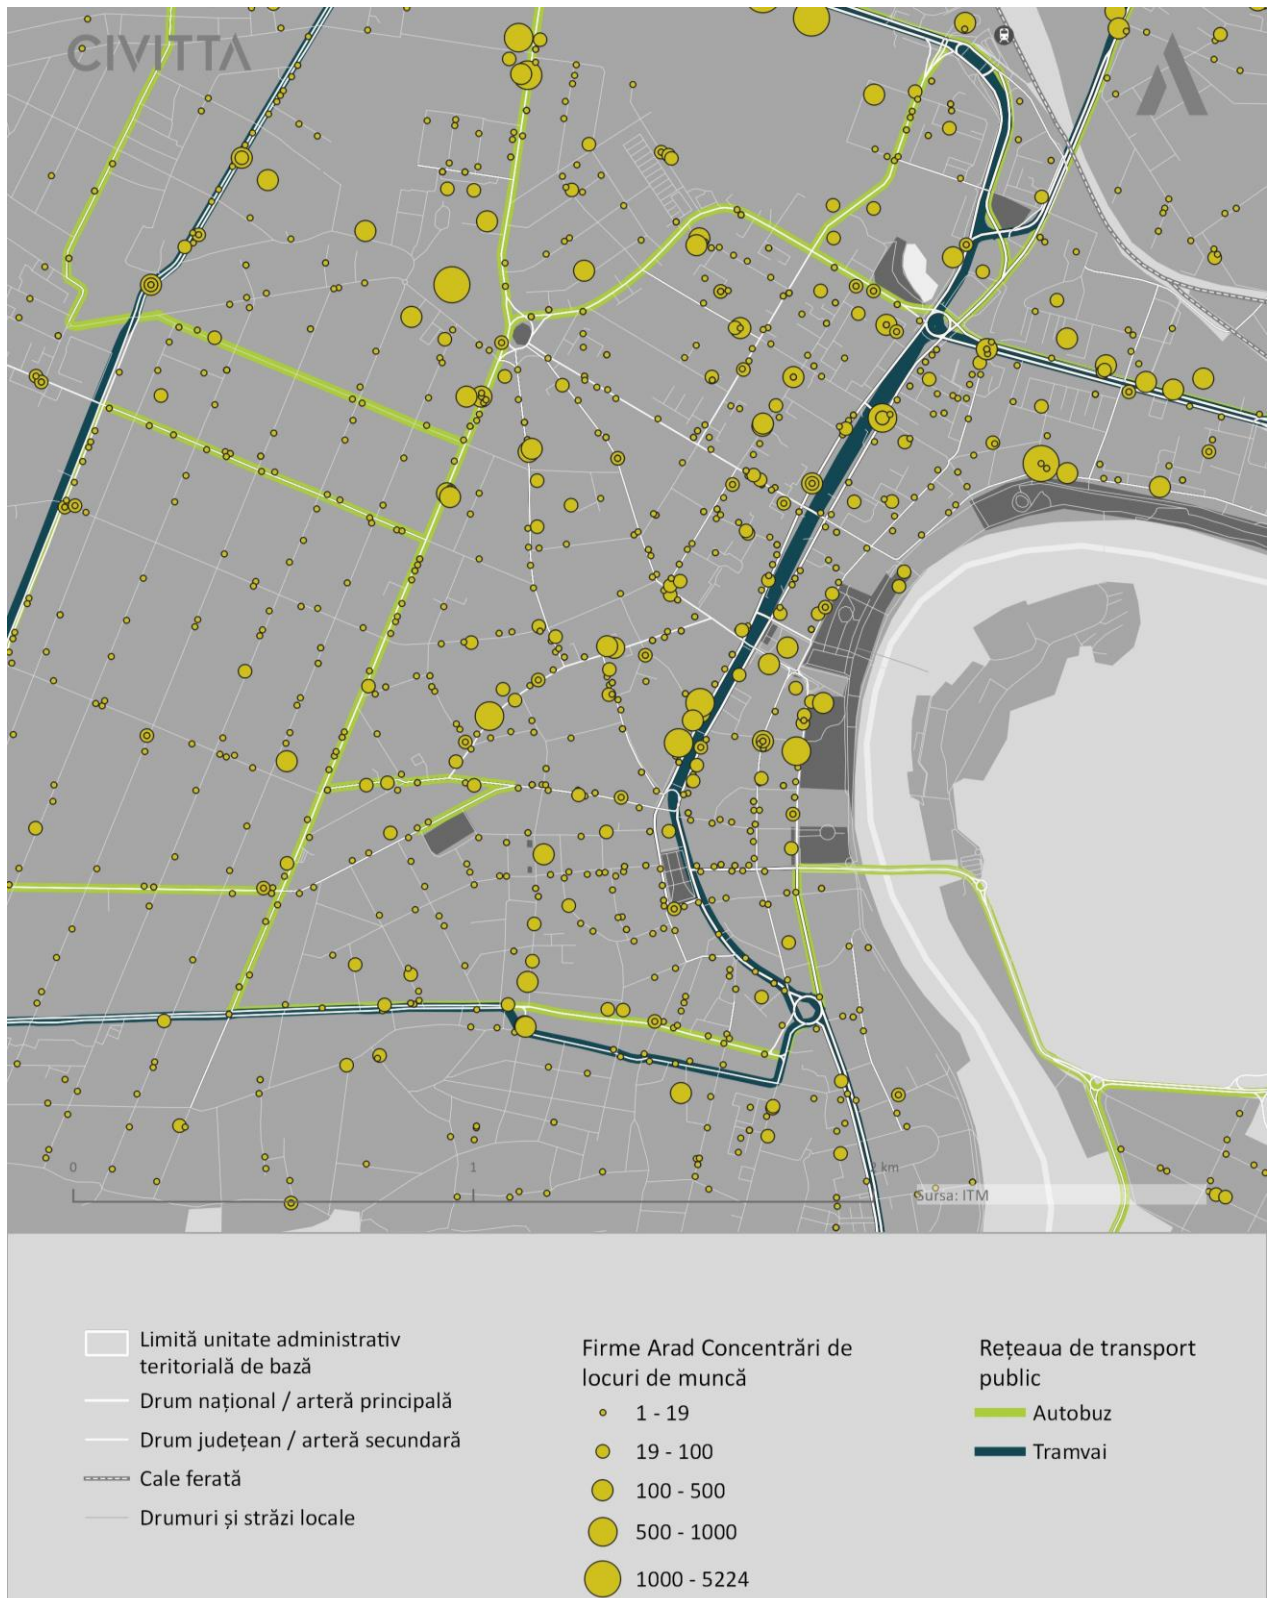 CIVITTA
0
1
2 km
Sursa: ITM
Limită unitate administrativ
teritorială de bază
Drum național / arteră principală
Drum județean / arteră secundară
Cale ferată
Drumuri și străzi locale
Firme Arad Concentrări de
locuri de muncă
1 - 19
19 - 100
100 - 500
500 - 1000
1000 - 5224
Rețeaua de transport
public
Autobuz
Tramvai